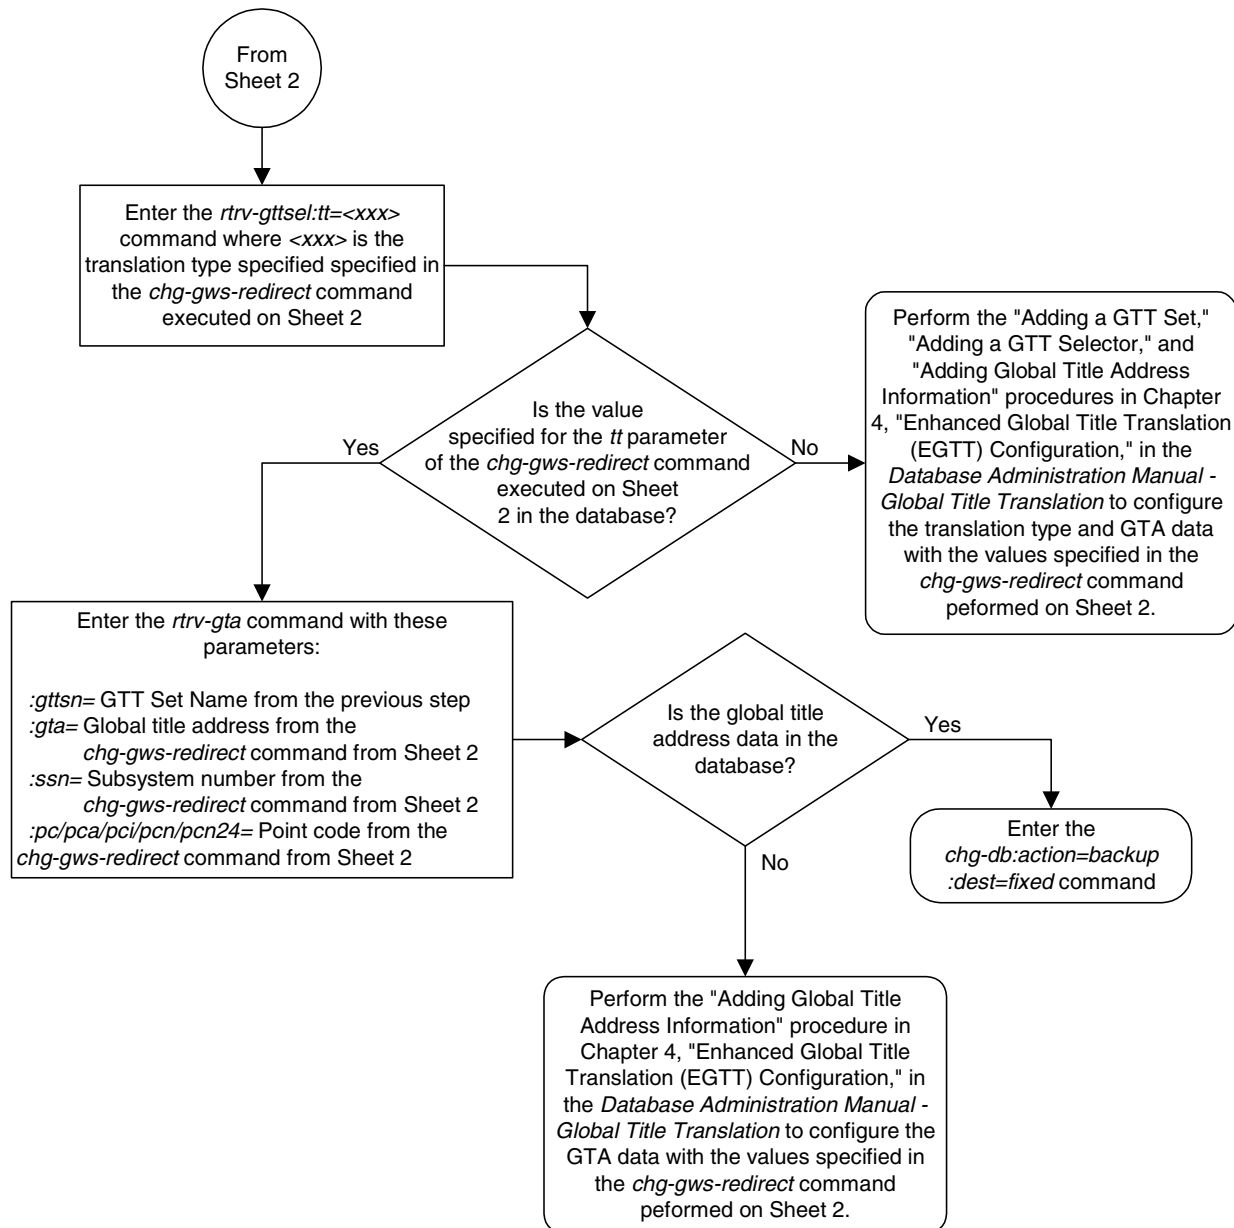 From
Sheet 2
Enter the rtrv-gttsel:tt=<xxx>
command where <xxx> is the
translation type specified specified in
the chg-gws-redirect command
executed on Sheet 2
Is the value
specified for the tt parameter
of the chg-gws-redirect command
executed on Sheet
2 in the database?
Yes
No
Perform the "Adding a GTT Set,"
"Adding a GTT Selector," and
"Adding Global Title Address
Information" procedures in Chapter
4, "Enhanced Global Title Translation
(EGTT) Configuration," in the
Database Administration Manual -
Global Title Translation to configure
the translation type and GTA data
with the values specified in the
chg-gws-redirect command
peformed on Sheet 2.
Enter the rtrv-gta command with these
parameters:
:gttsn= GTT Set Name from the previous step
:gta= Global title address from the
chg-gws-redirect command from Sheet 2
:ssn= Subsystem number from the
chg-gws-redirect command from Sheet 2
:pc/pca/pci/pcn/pcn24= Point code from the
chg-gws-redirect command from Sheet 2
Is the global title
address data in the
database?
Yes
No
Enter the
chg-db:action=backup
:dest=fixed command
Perform the "Adding Global Title
Address Information" procedure in
Chapter 4, "Enhanced Global Title
Translation (EGTT) Configuration," in
the Database Administration Manual -
Global Title Translation to configure the
GTA data with the values specified in
the chg-gws-redirect command
peformed on Sheet 2.